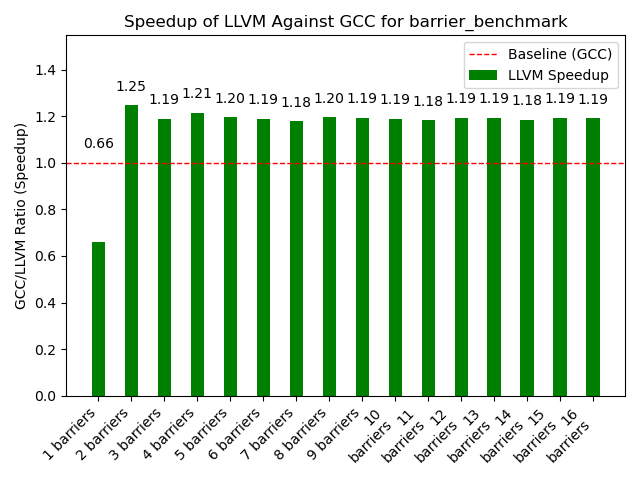 Speedup of LLVM Against GCC for barrier_benchmark
GCC/LLVM Ratio (Speedup)
1.4
1.2
1.0
0.8
0.6
0.4
0.2
0.0
Baseline (GCC)
LLVM Speedup
0.66
1.25
1.19
1.21
1.20
1.19
1.18
1.20
1.19
1.19
1.18
1.19
1.19
1.18
1.19
1.19
1 barriers
2 barriers
3 barriers
4 barriers
5 barriers
6 barriers
7 barriers
8 barriers
9 barriers
10
barriers
11
barriers
12
barriers
13
barriers
14
barriers
15
barriers
16
barriers